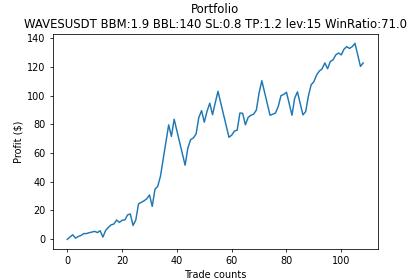 Portfolio
WAVESUSDT BBM:1.9 BBL:140 SL:0.8 TP:1.2 lev:15 WinRatio:71.0
140
120
100
80
60
40
20
0
Profit ($)
0 20 40 60 80 100
Trade counts